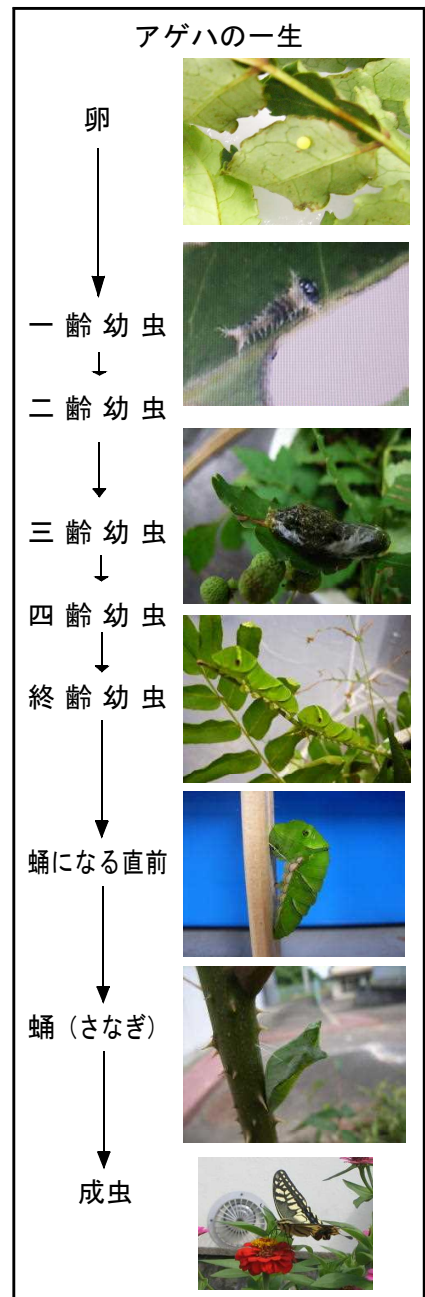 アゲハの一生
卵
一齢幼虫
二齢幼虫
三齢幼虫
四齢幼虫
終齢幼虫
蛹になる直前
蛹（さなぎ）
成虫